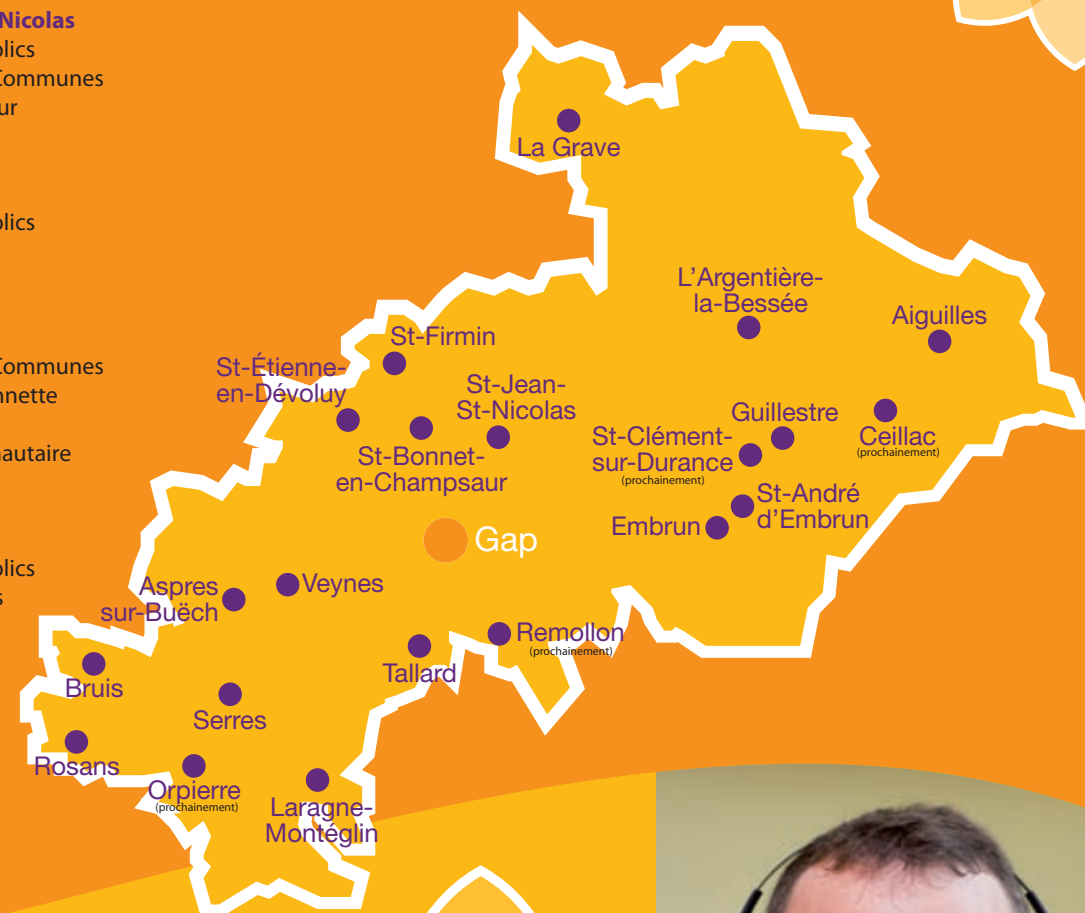 Nicolas
olics
Communes
ur
olics
Communes
nnette
nautaire
olics
s
La Grave
L'Argentière-
la-Bessée
Aiguilles
St-Firmin
St-Étienne-
en-Dévoluy
St-Jean-
St-Nicolas
St-Bonnet-
en-Champsaur
Guillestre
Ceillac
(prochainement)
St-Clément-
sur-Durance
(prochainement)
St-André
d'Embrun
Embrun
Gap
Aspres
sur-Buëch
Veynes
Remollon
(prochainement)
Tallard
Bruis
Serres
Rosans
Orpierre
(prochainement)
Laragne-
Montéglin